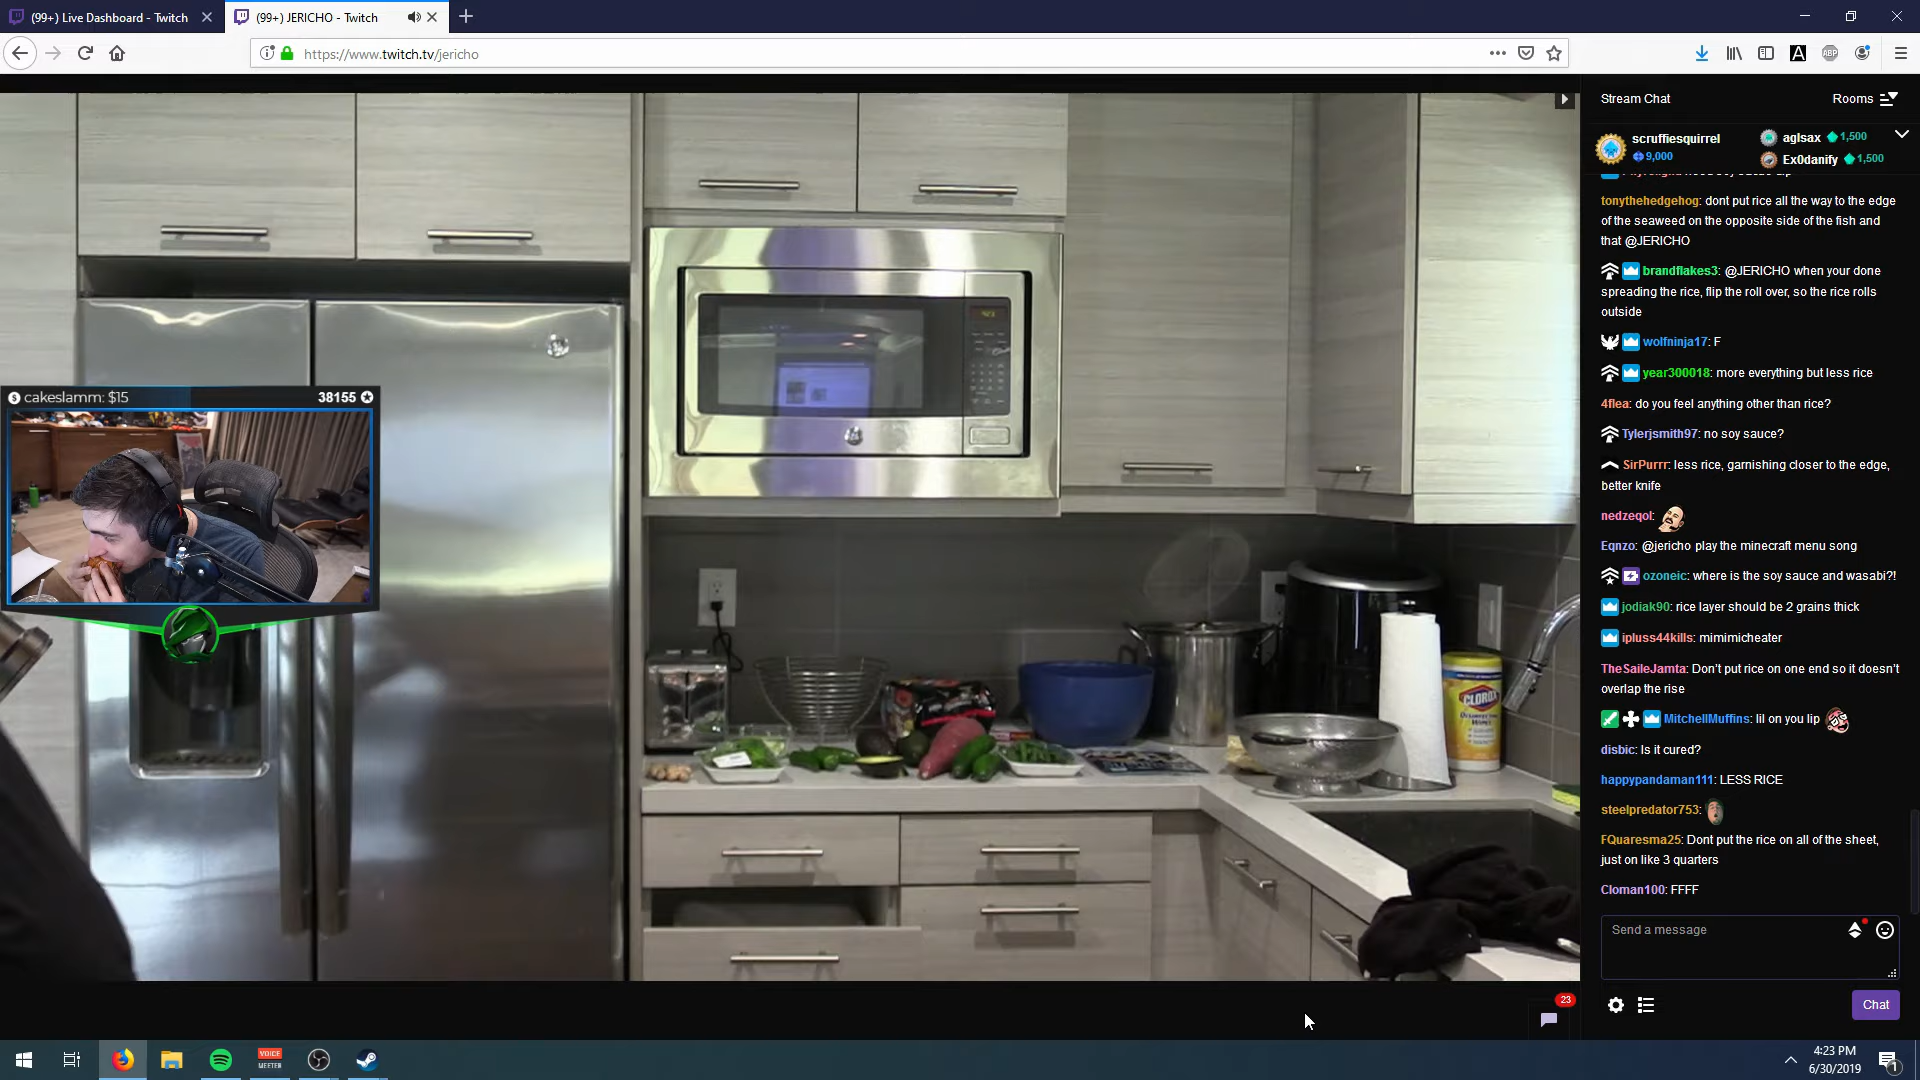 (99+) Live Dashboard - Twitch
(99+) JERICHO - Twitch
https://www.twitch.tv/jericho
ABP
Stream Chat
Rooms
scruffiesquirrel
9,000
aglsax 1,500
Ex0danify 1,500
tonythehedgehog: dont put rice all the way to the edge
of the seaweed on the opposite side of the fish and
that @JERICHO
brandflakes3: @JERICHO when your done
spreading the rice, flip the roll over, so the rice rolls
outside
wolfninja17: F
year300018: more everything but less rice
4flea: do you feel anything other than rice?
Tylerjsmith97: no soy sauce?
SirPurrr: less rice, garnishing closer to the edge,
better knife
nedzeqol:
Eqnzo: @jericho play the minecraft menu song
ozoneic: where is the soy sauce and wasabi?!
jodiak90: rice layer should be 2 grains thick
ipluss44kills: mimimicheater
TheSaileJamta: Don't put rice on one end so it doesn't
overlap the rise
MitchellMuffins: lil on you lip
disbic: Is it cured?
happypandaman111: LESS RICE
steelpredator753:
FQuaresma25: Dont put the rice on all of the sheet,
just on like 3 quarters
Cloman100: FFFF
Send a message
Chat
23
cakeslamm: $15
38155
CLOROX
VOICE
MEETER
4:23 PM
6/30/2019
1